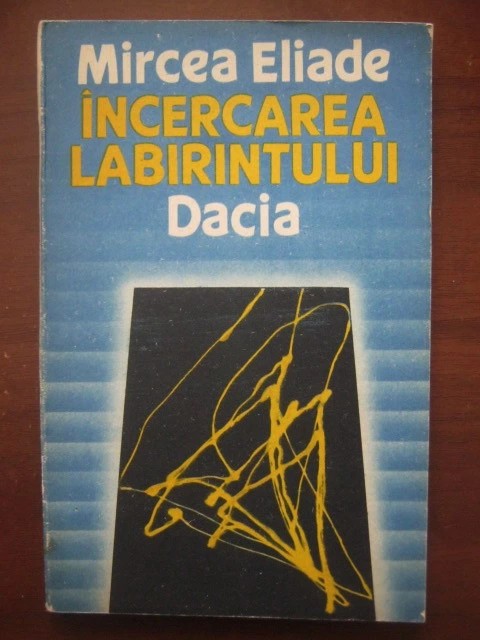 Mircea Eliade
ÎNCERCAREA
LABIRINTULUI
Dacia